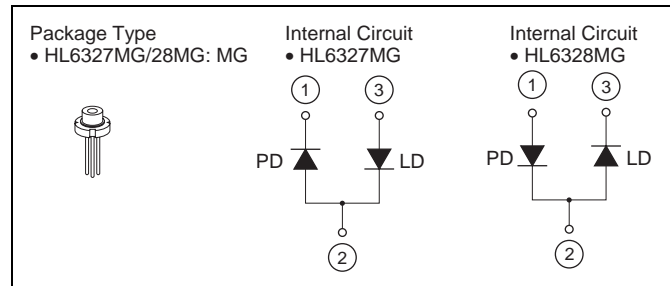 Package Type
• HL6327MG/28MG: MG
Internal Circuit
• HL6327MG
1
3
PD
LD
2
Internal Circuit
• HL6328MG
1
3
PD
LD
2